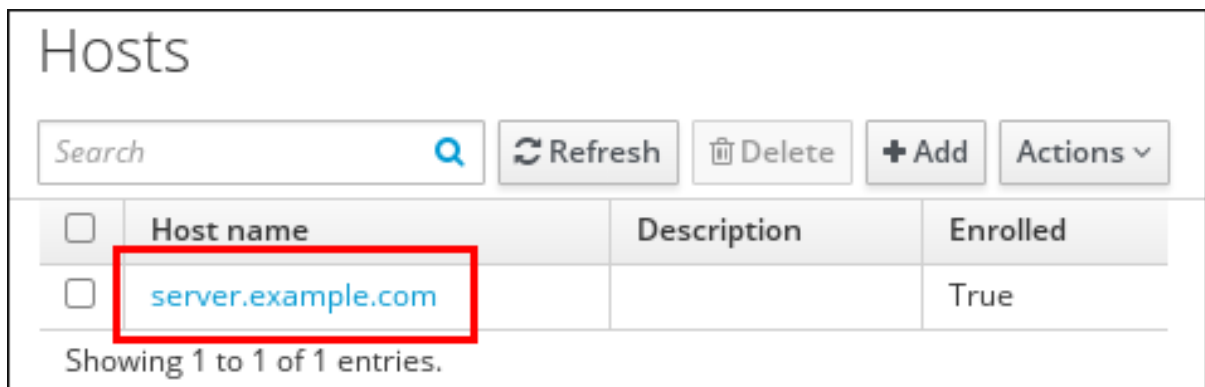 Hosts
Search Refresh Delete Add Actions
Host name Description Enrolled
server.example.com True
Showing 1 to 1 of 1 entries.